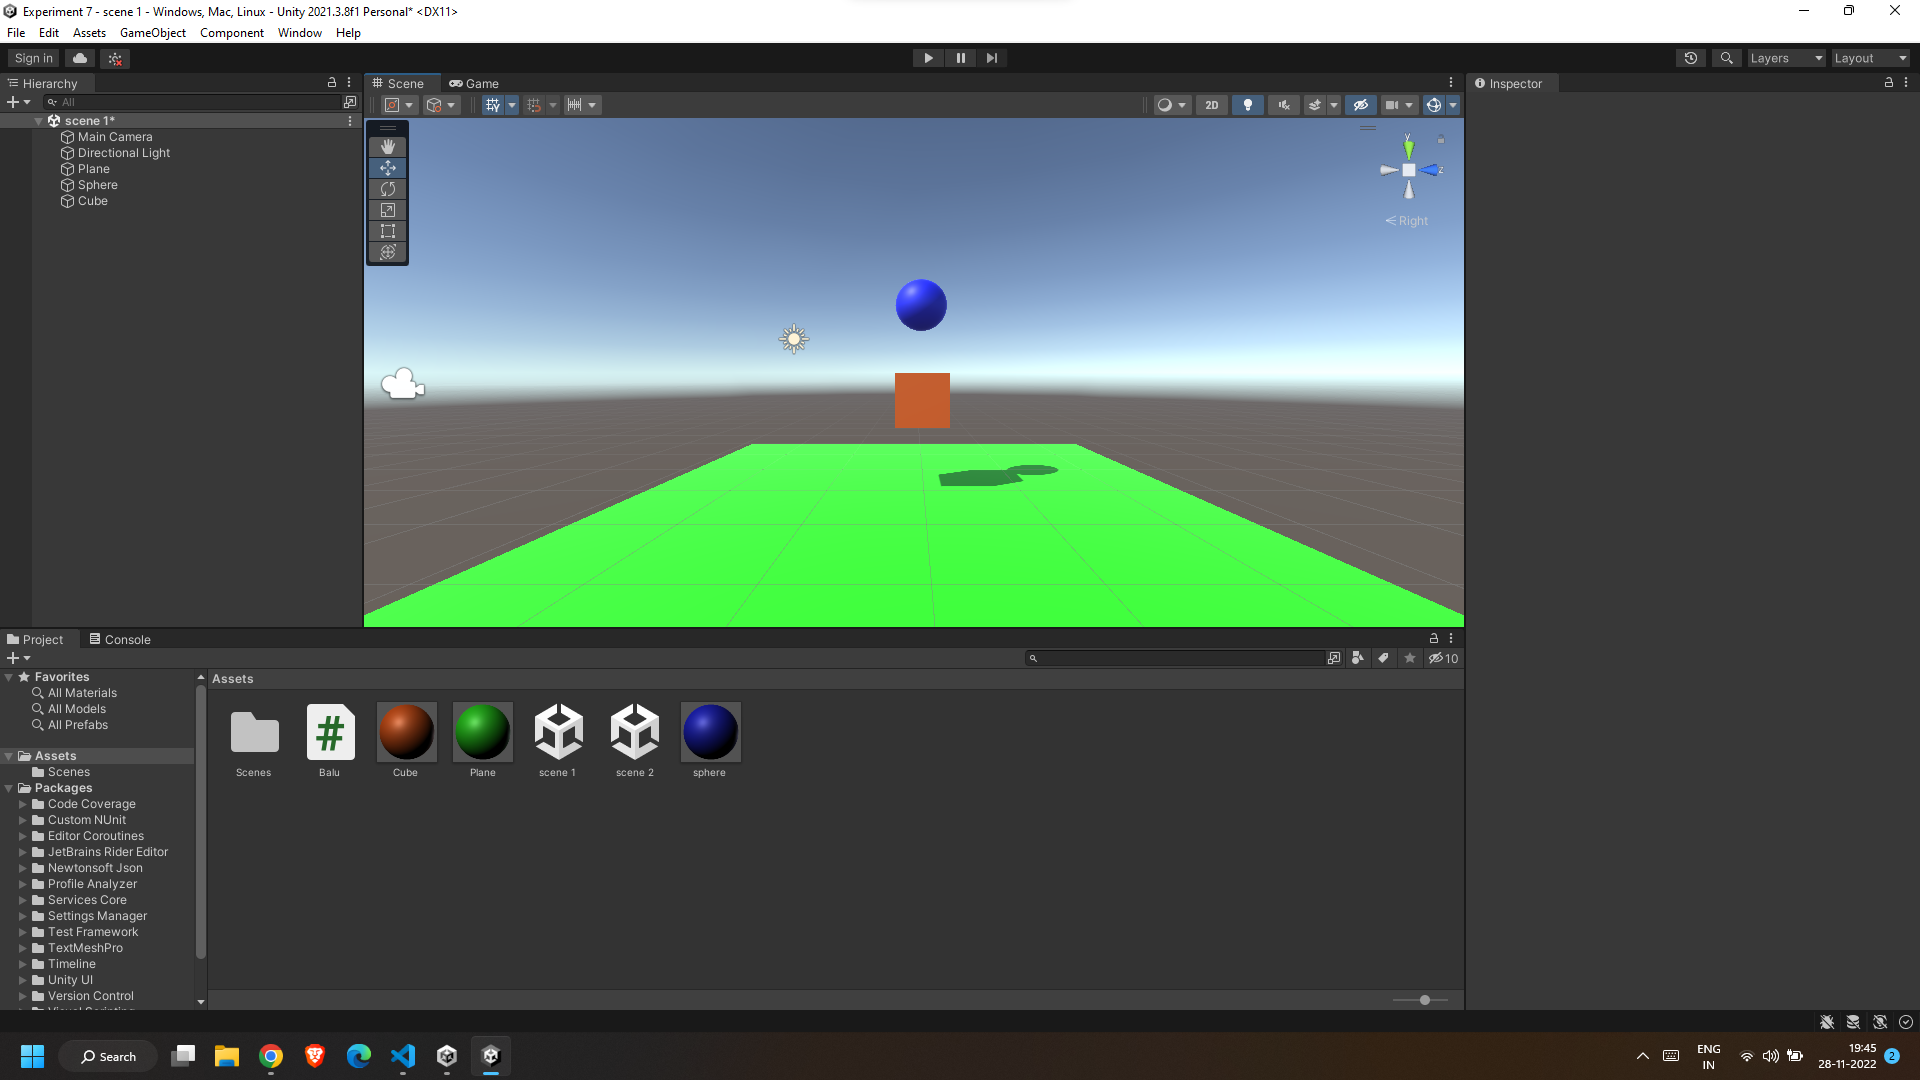 Experiment 7 - scene 1 - Windows, Mac, Linux - Unity 2021.3.8f1 Personal* <DX11>
File Edit Assets GameObject Component Window Help
Sign in
Layers
Layout
Hierarchy
All
scene 1*
Main Camera
Directional Light
Plane
Sphere
Cube
Scene
Game
2D
y
z
Right
Inspector
Project
Console
10
Favorites
All Materials
All Models
All Prefabs
Assets
Scenes
Packages
Code Coverage
Custom NUnit
Editor Coroutines
JetBrains Rider Editor
Newtonsoft Json
Profile Analyzer
Services Core
Settings Manager
Test Framework
TextMeshPro
Timeline
Unity UI
Version Control
Assets
Scenes
Balu
Cube
Plane
scene 1
scene 2
sphere
Search
ENG
IN
19:45
28-11-2022
2